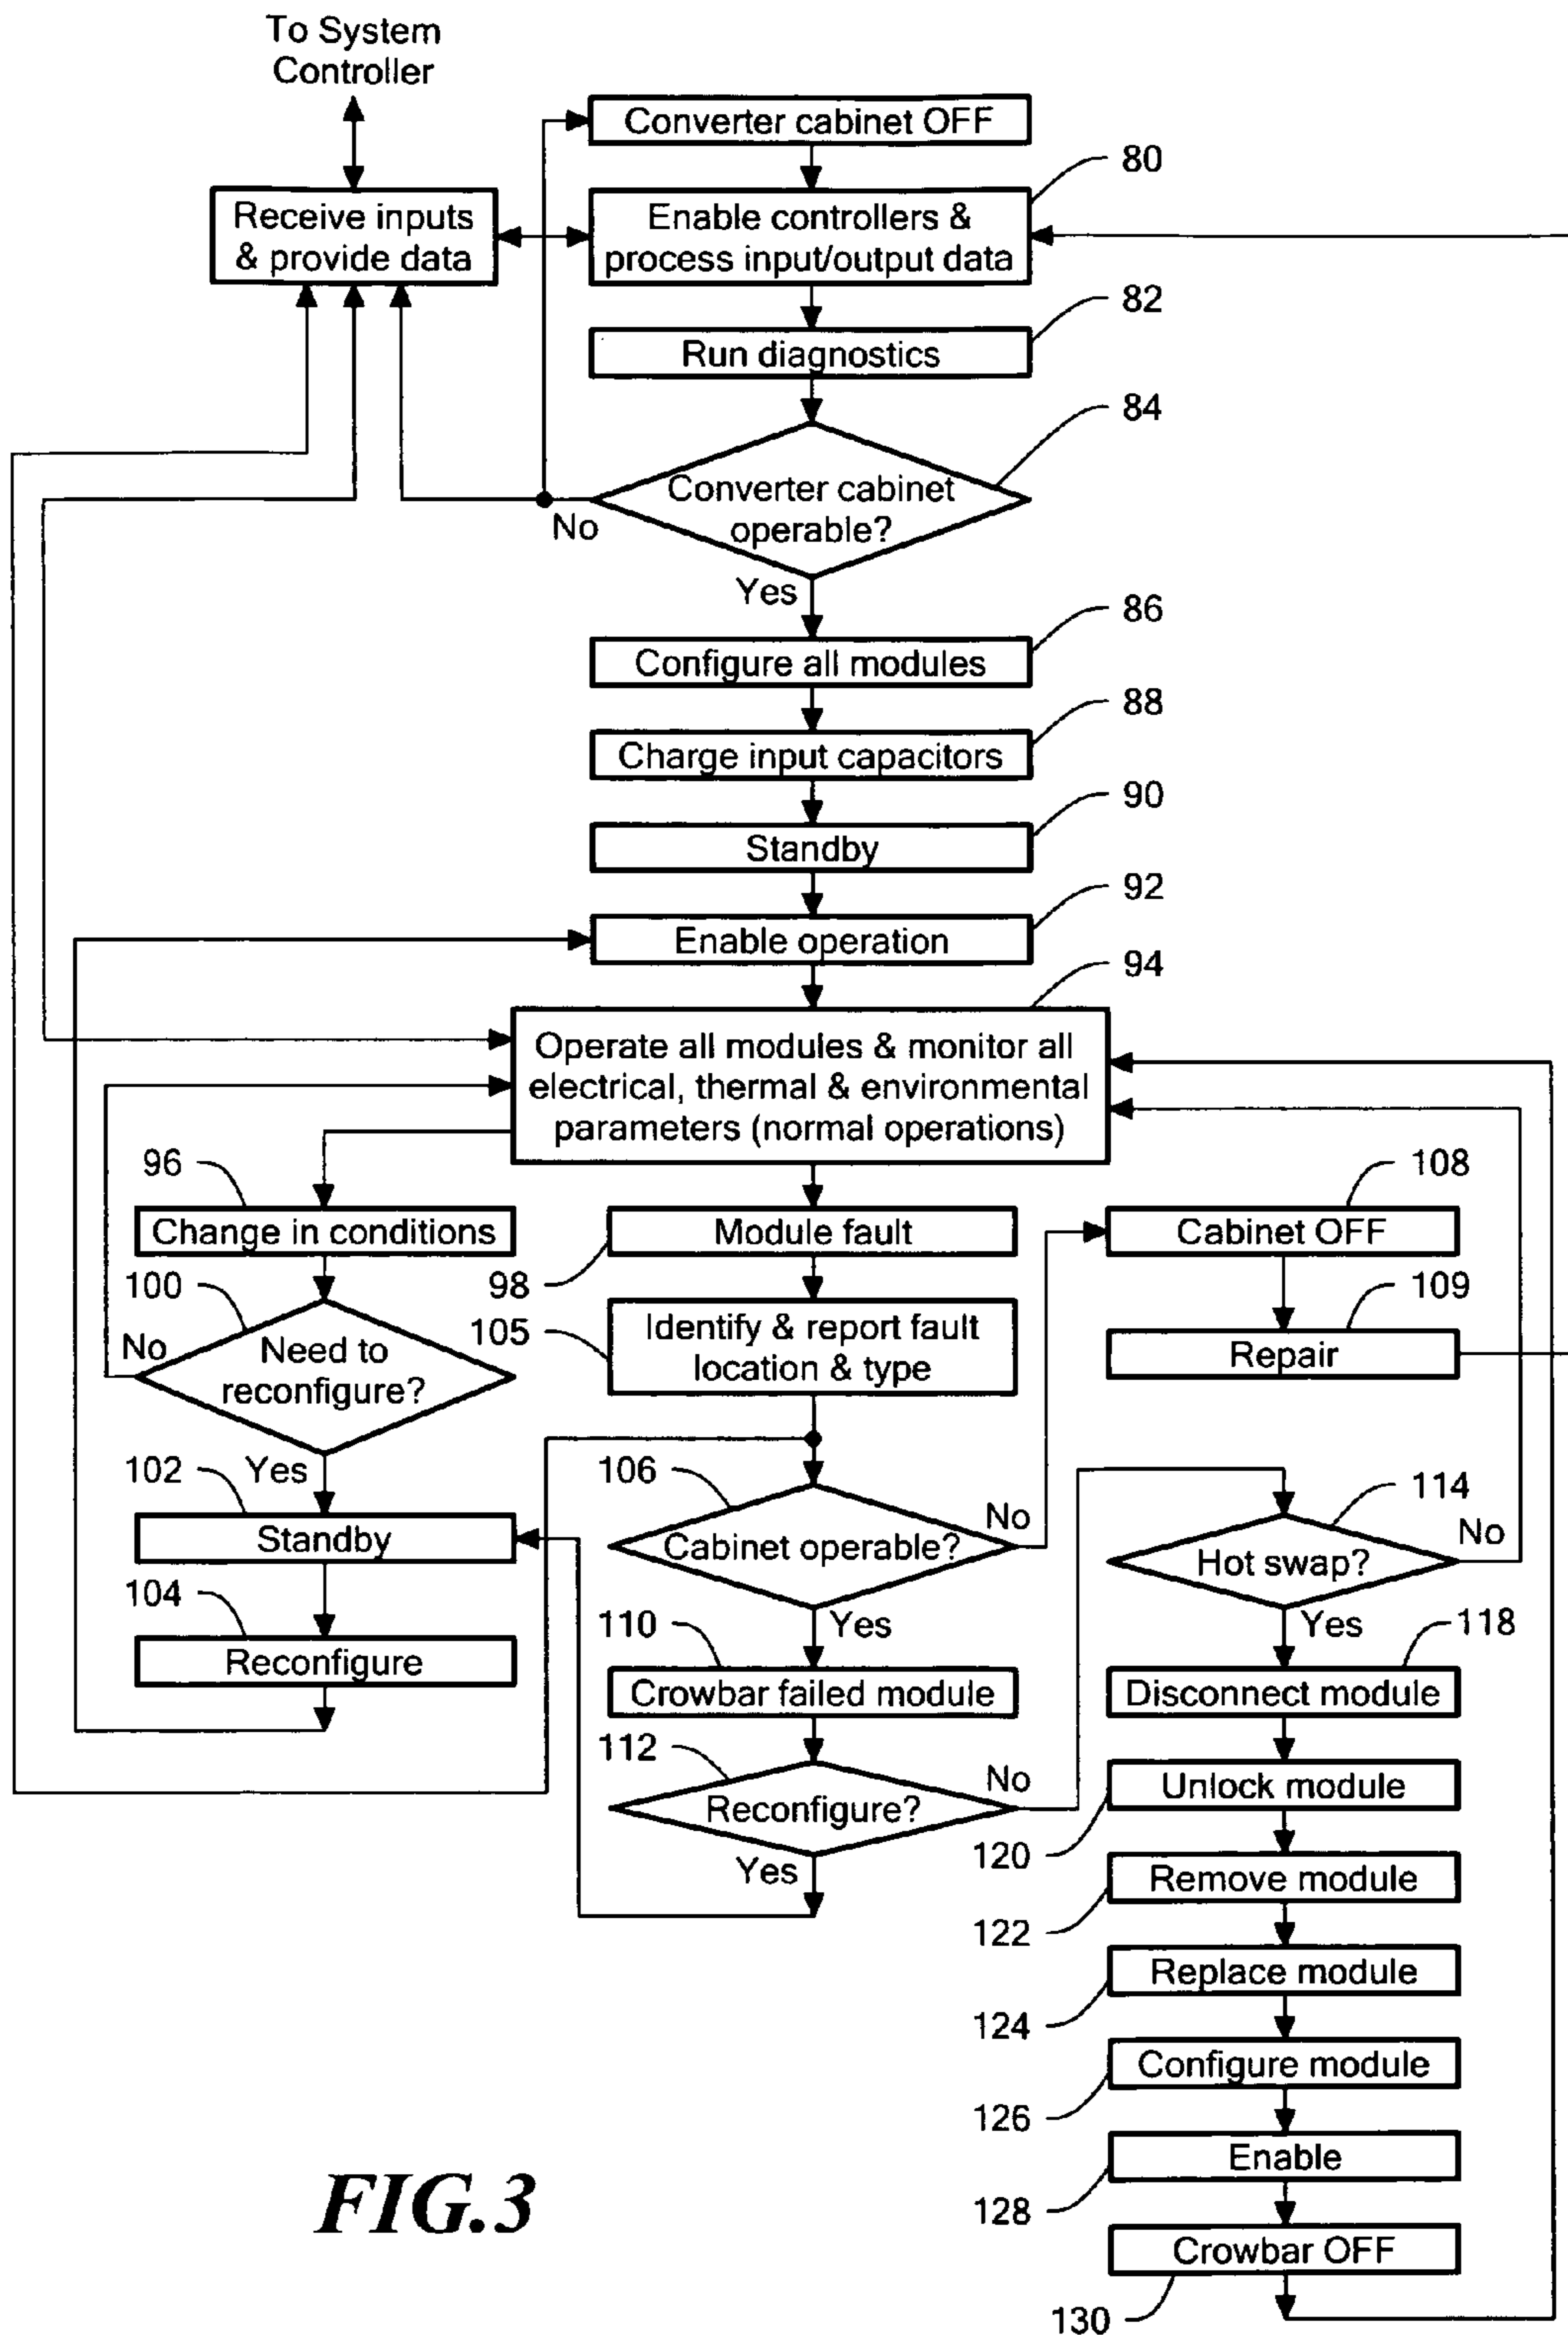 To System
Controller
Converter cabinet OFF
80
Receive inputs
& provide data
Enable controllers &
process input/output data
82
Run diagnostics
84
Converter cabinet
operable?
No
Yes
86
Configure all modules
88
Charge input capacitors
90
Standby
92
Enable operation
94
Operate all modules & monitor all
electrical, thermal & environmental
parameters (normal operations)
96
Change in conditions
100
No
Need to
reconfigure?
Yes
102
Standby
104
Reconfigure
Module fault
98
105
Identify & report fault
location & type
106
No
Cabinet operable?
Yes
110
Crowbar failed module
112
No
Reconfigure?
Yes
108
Cabinet OFF
109
Repair
114
No
Hot swap?
Yes
118
Disconnect module
Unlock module
120
Remove module
122
Replace module
124
Configure module
126
Enable
128
Crowbar OFF
130
FIG.3